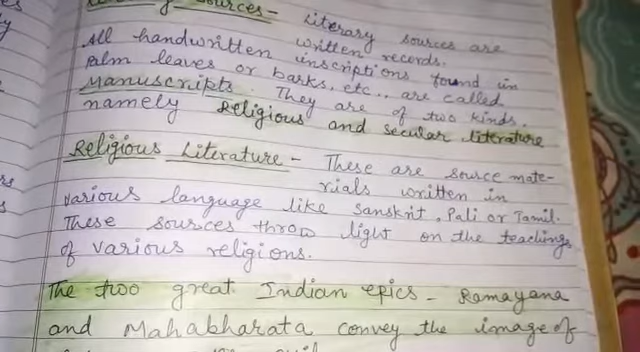 Sources - Literary sources are
written records.
All handwritten inscriptions found in
palm leaves or barks, etc., are called
Manuscripts. They are of two kinds.
namely Religious and secular literature
Religious Literature - These are source mate-
rials written in
various language like Sanskrit, Pali or Tamil.
These sources throw light on the teachings
of various religions.
The two great Indian epics - Ramayana
and Mahabharata convey the image of